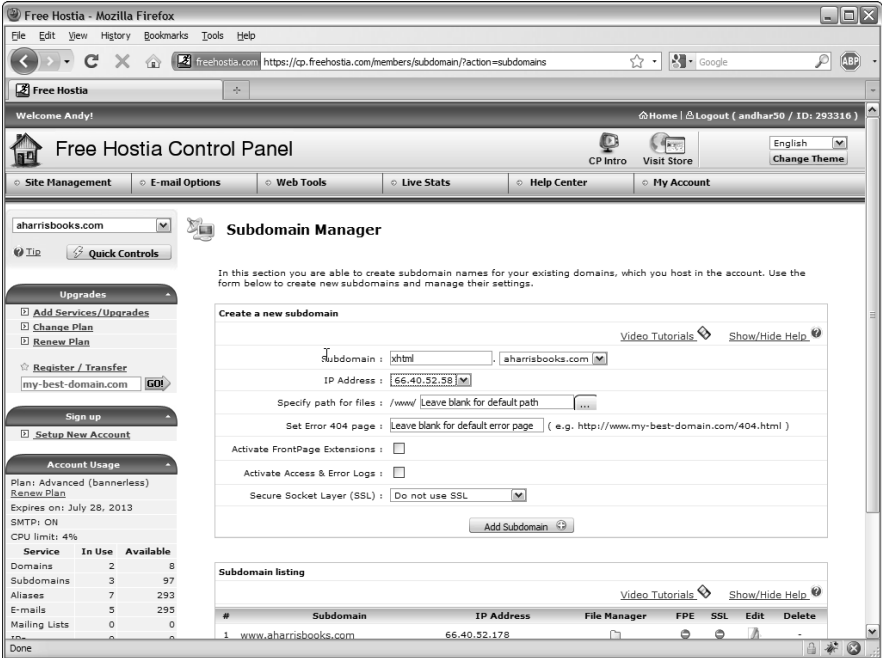 Free Hostia - Mozilla Firefox
File Edit View History Bookmarks Tools Help
freehostia.com https://cp.freehostia.com/members/subdomain/?action=subdomains
Google
ABP
Free Hostia
Welcome Andy!
Home | Logout ( andhar50 / ID: 293316 )
Free Hostia Control Panel
CP Intro
Visit Store
English
Change Theme
Site Management
E-mail Options
Web Tools
Live Stats
Help Center
My Account
aharrisbooks.com
Tip
Quick Controls
Upgrades
Add Services/Upgrades
Change Plan
Renew Plan
Register / Transfer
my-best-domain.com GO!
Sign up
Setup New Account
Account Usage
Plan: Advanced (bannerless)
Renew Plan
Expires on: July 28, 2013
SMTP: ON
CPU limit: 4%
Service In Use Available
Domains 2 8
Subdomains 3 97
Aliases 7 293
E-mails 5 295
Mailing Lists 0 0
Subdomain Manager
In this section you are able to create subdomain names for your existing domains, which you host in the account. Use the
form below to create new subdomains and manage their settings.
Create a new subdomain
Video Tutorials
Show/Hide Help
Subdomain : xhtml . aharrisbooks.com
IP Address : 66.40.52.58
Specify path for files : /www/ Leave blank for default path ...
Set Error 404 page : Leave blank for default error page ( e.g. http://www.my-best-domain.com/404.html )
Activate FrontPage Extensions :
Activate Access & Error Logs :
Secure Socket Layer (SSL) : Do not use SSL
Add Subdomain
Subdomain listing
Video Tutorials
Show/Hide Help
# Subdomain IP Address File Manager FPE SSL Edit Delete
1 www.aharrisbooks.com 66.40.52.178 -
Done